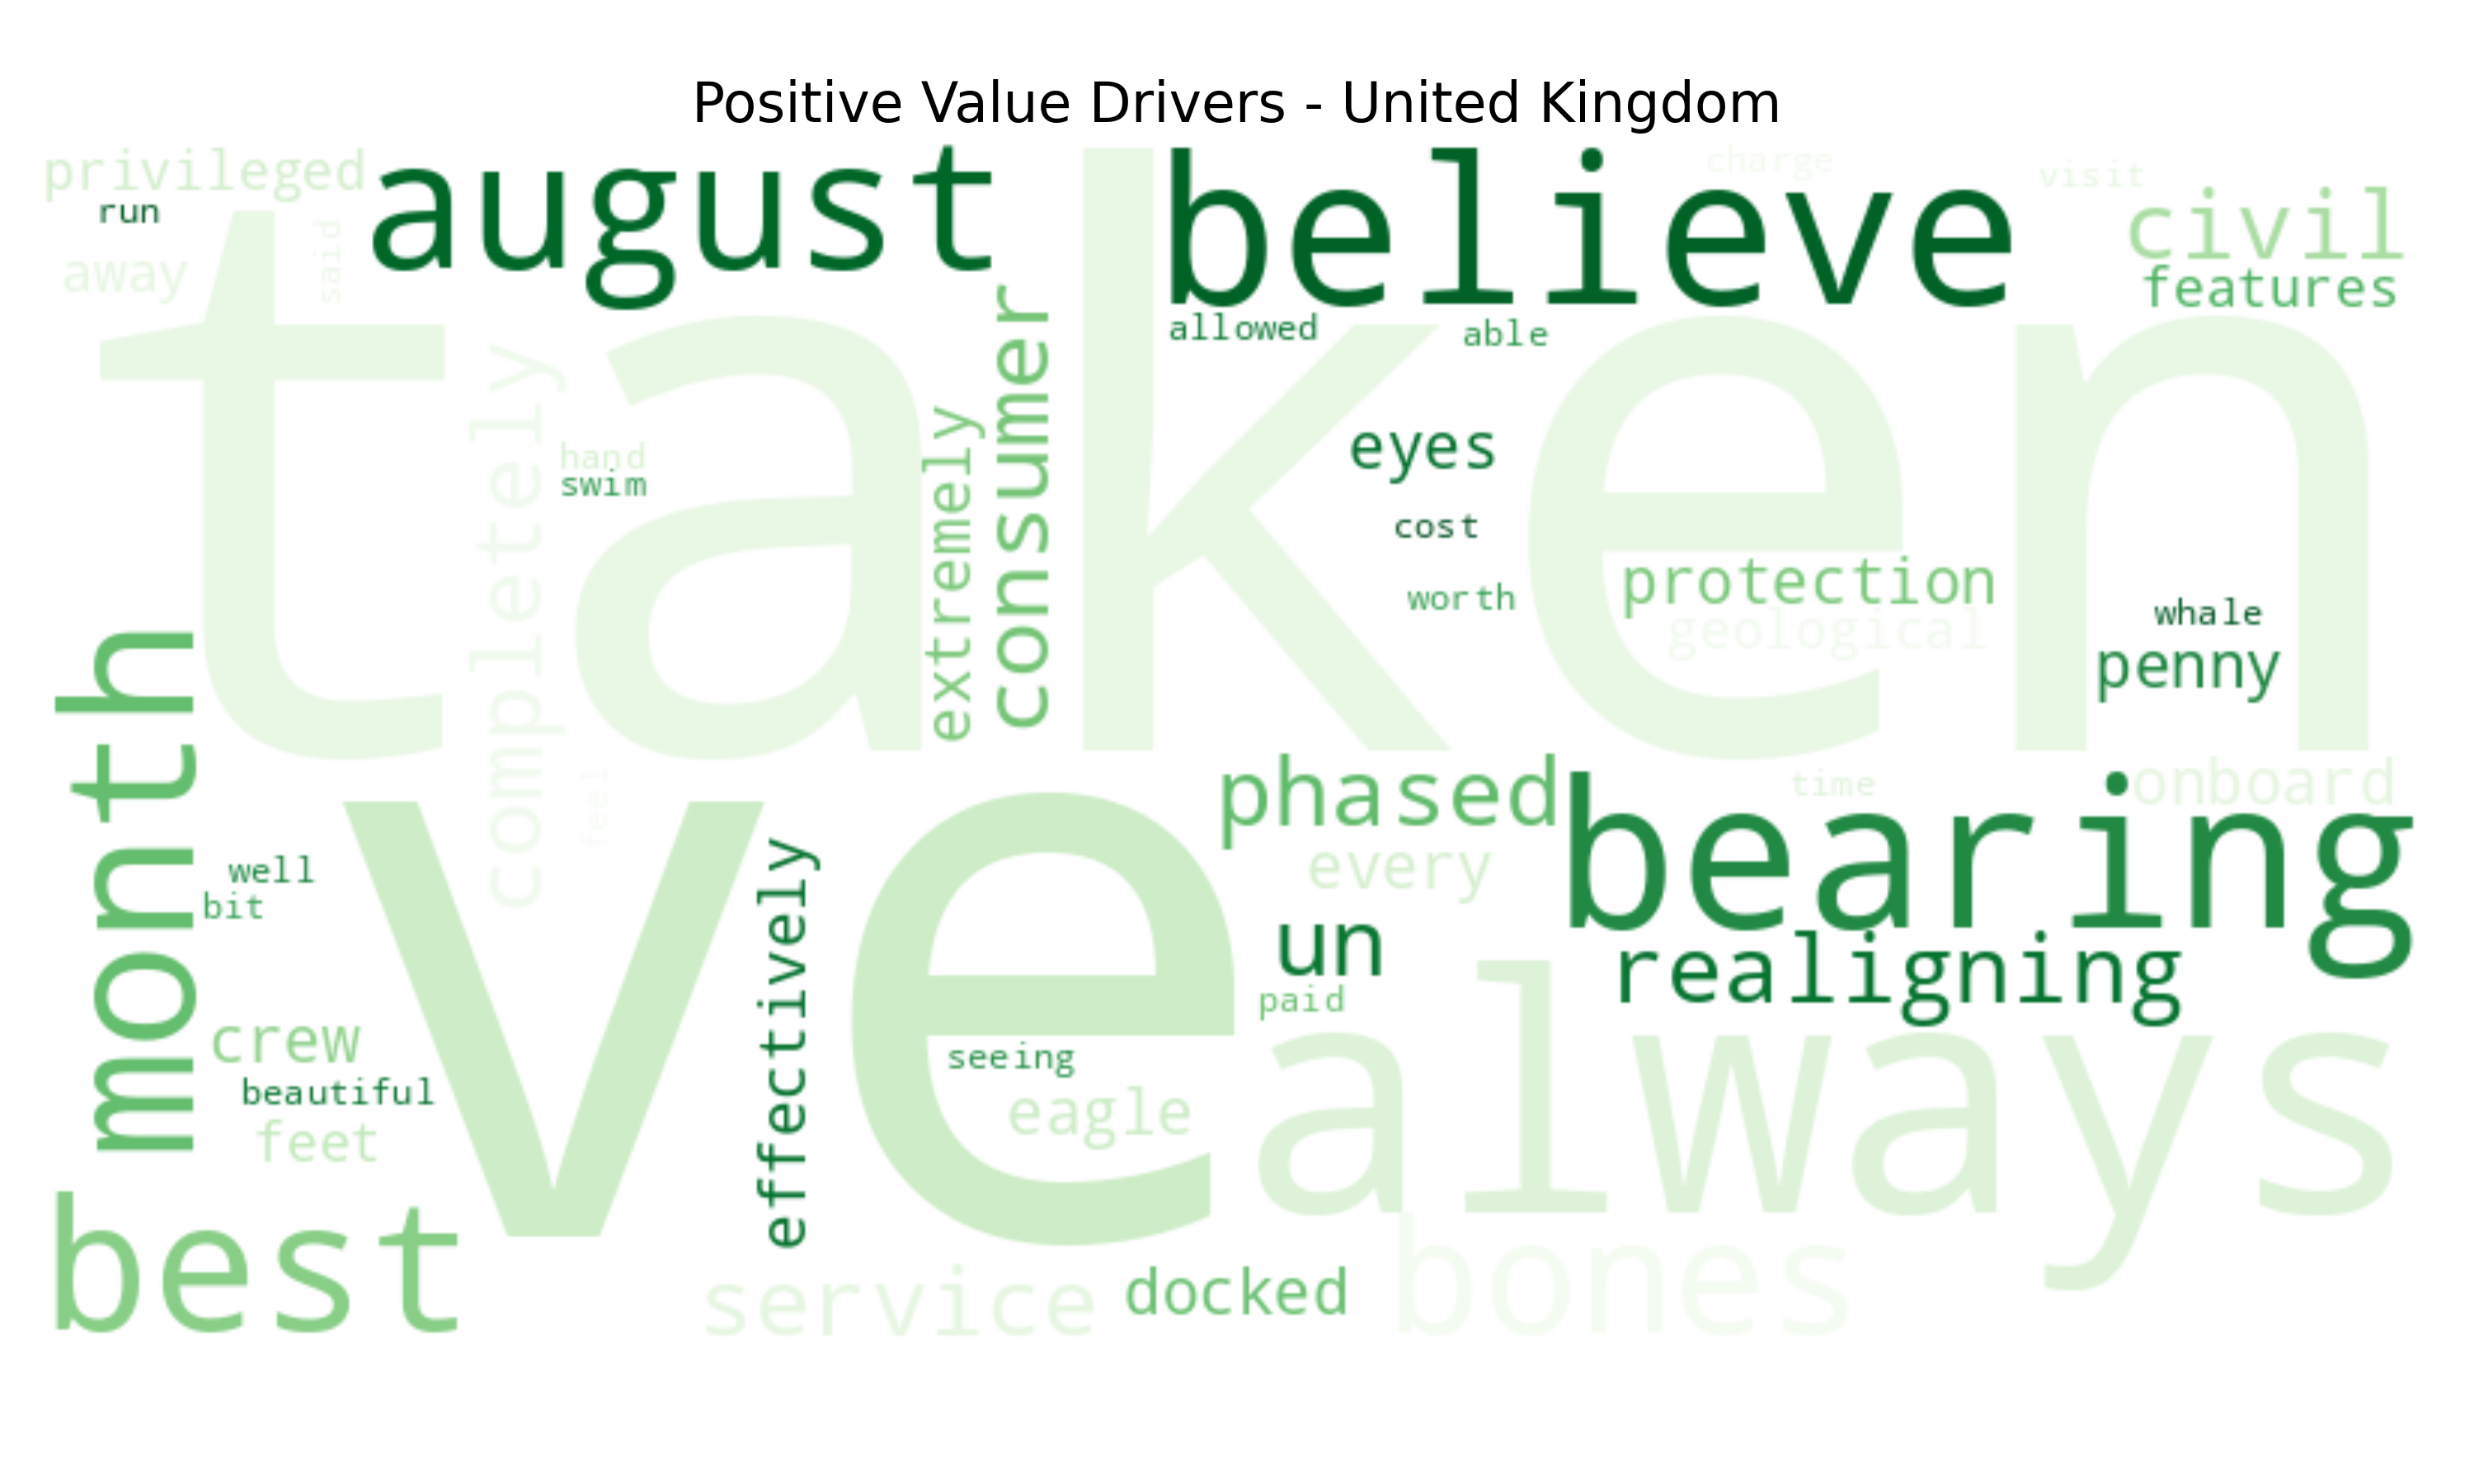 Positive Value Drivers - United Kingdom
privileged
august
believe
charge
visit
civil
run
said
away
features
allowed
able
taken
completely
hand
swim
extremely
consumer
eyes
cost
worth
protection
geological
whale
penny
month
feel
phased
time
onboard
bearing
ve
well
bit
effectively
every
un
realigning
paid
always
crew
seeing
beautiful
eagle
feet
best
service
docked
bones